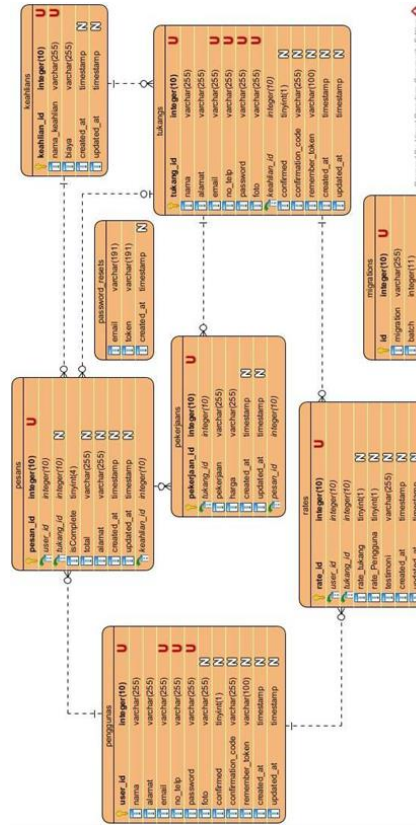 penggunas
user_id integer(10) U
nama varchar(255)
alamat varchar(255)
email varchar(255) U
no_telp varchar(255) U
password varchar(255) U
foto varchar(255) N
confirmed tinyint(1)
confirmation_code varchar(255) N
remember_token varchar(100) N
created_at timestamp N
updated_at timestamp N
pesans
pesan_id integer(10) U
user_id integer(10)
tukang_id integer(10) N
isComplete tinyint(4)
total varchar(255) N
alamat varchar(255) N
created_at timestamp N
updated_at timestamp N
keahlian_id integer(10)
password_resets
email varchar(191)
token varchar(191)
created_at timestamp N
keahlians
keahlian_id integer(10) U
nama_keahlian varchar(255) U
biaya varchar(255)
created_at timestamp N
updated_at timestamp N
pekerjaans
pekerjaan_id integer(10) U
tukang_id integer(10)
pekerjaan varchar(255)
harga varchar(255)
created_at timestamp N
updated_at timestamp N
pesan_id integer(10)
tukangs
tukang_id integer(10) U
nama varchar(255)
alamat varchar(255)
email varchar(255) U
no_telp varchar(255) U
password varchar(255) U
foto varchar(255) U
keahlian_id integer(10)
confirmed tinyint(1)
confirmation_code varchar(255) N
remember_token varchar(100) N
created_at timestamp N
updated_at timestamp N
rates
rate_id integer(10) U
user_id integer(10)
tukang_id integer(10)
rate_tukang tinyint(1) N
rate_Pengguna tinyint(1) N
testimoni varchar(255) N
created_at timestamp N
updated_at timestamp N
migrations
id integer(10) U
migration varchar(255)
batch integer(11)